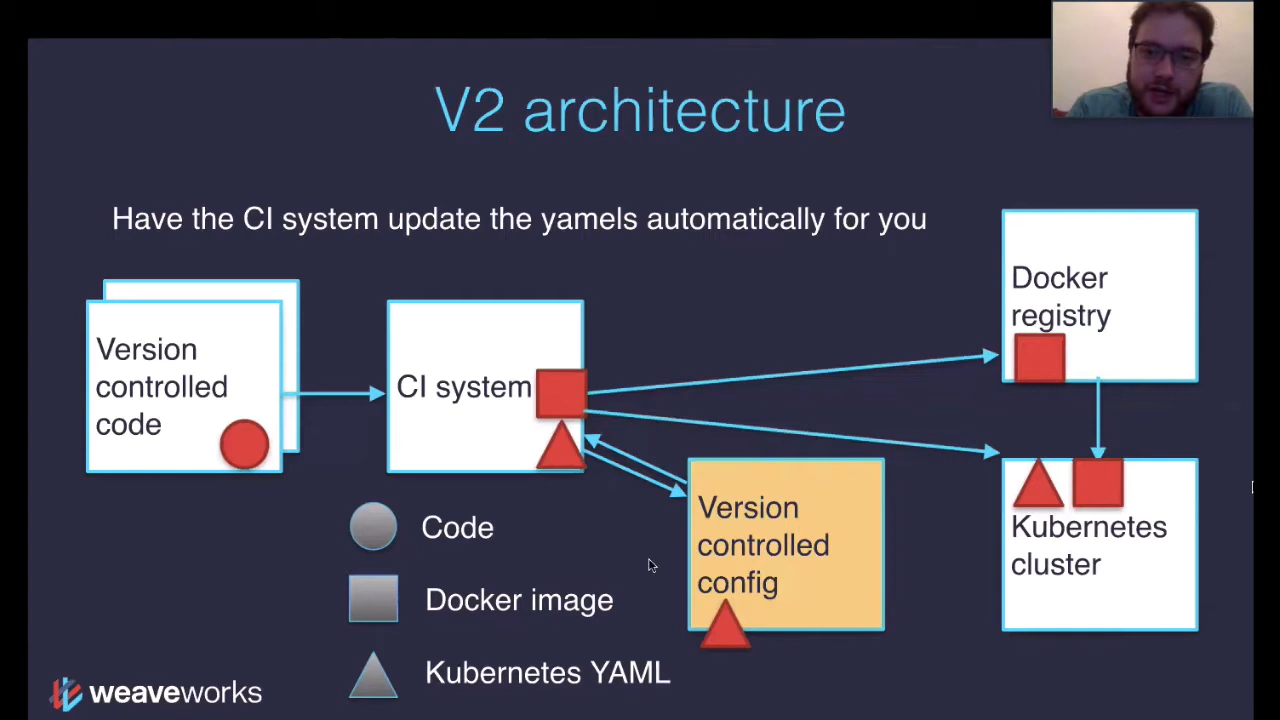 V2 architecture
Have the CI system update the yamels automatically for you
Docker
registry
Version
controlled
code
CI system
Version
controlled
config
Kubernetes
cluster
Code
Docker image
Kubernetes YAML
weaveworks